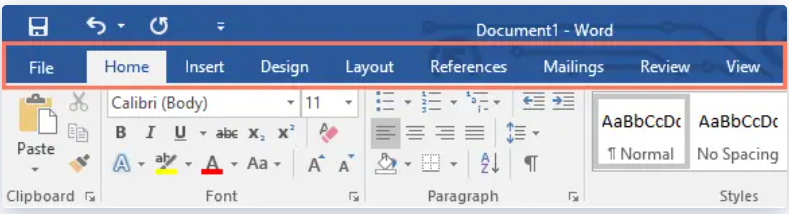 Document1 - Word
File Home Insert Design Layout References Mailings Review View
Calibri (Body) 11
AaBbCcDc AaBbCcDc
B I U abc X₂ X²
Paste
¶ Normal No Spacing
A aby A Aa A A
Clipboard Font Paragraph Styles